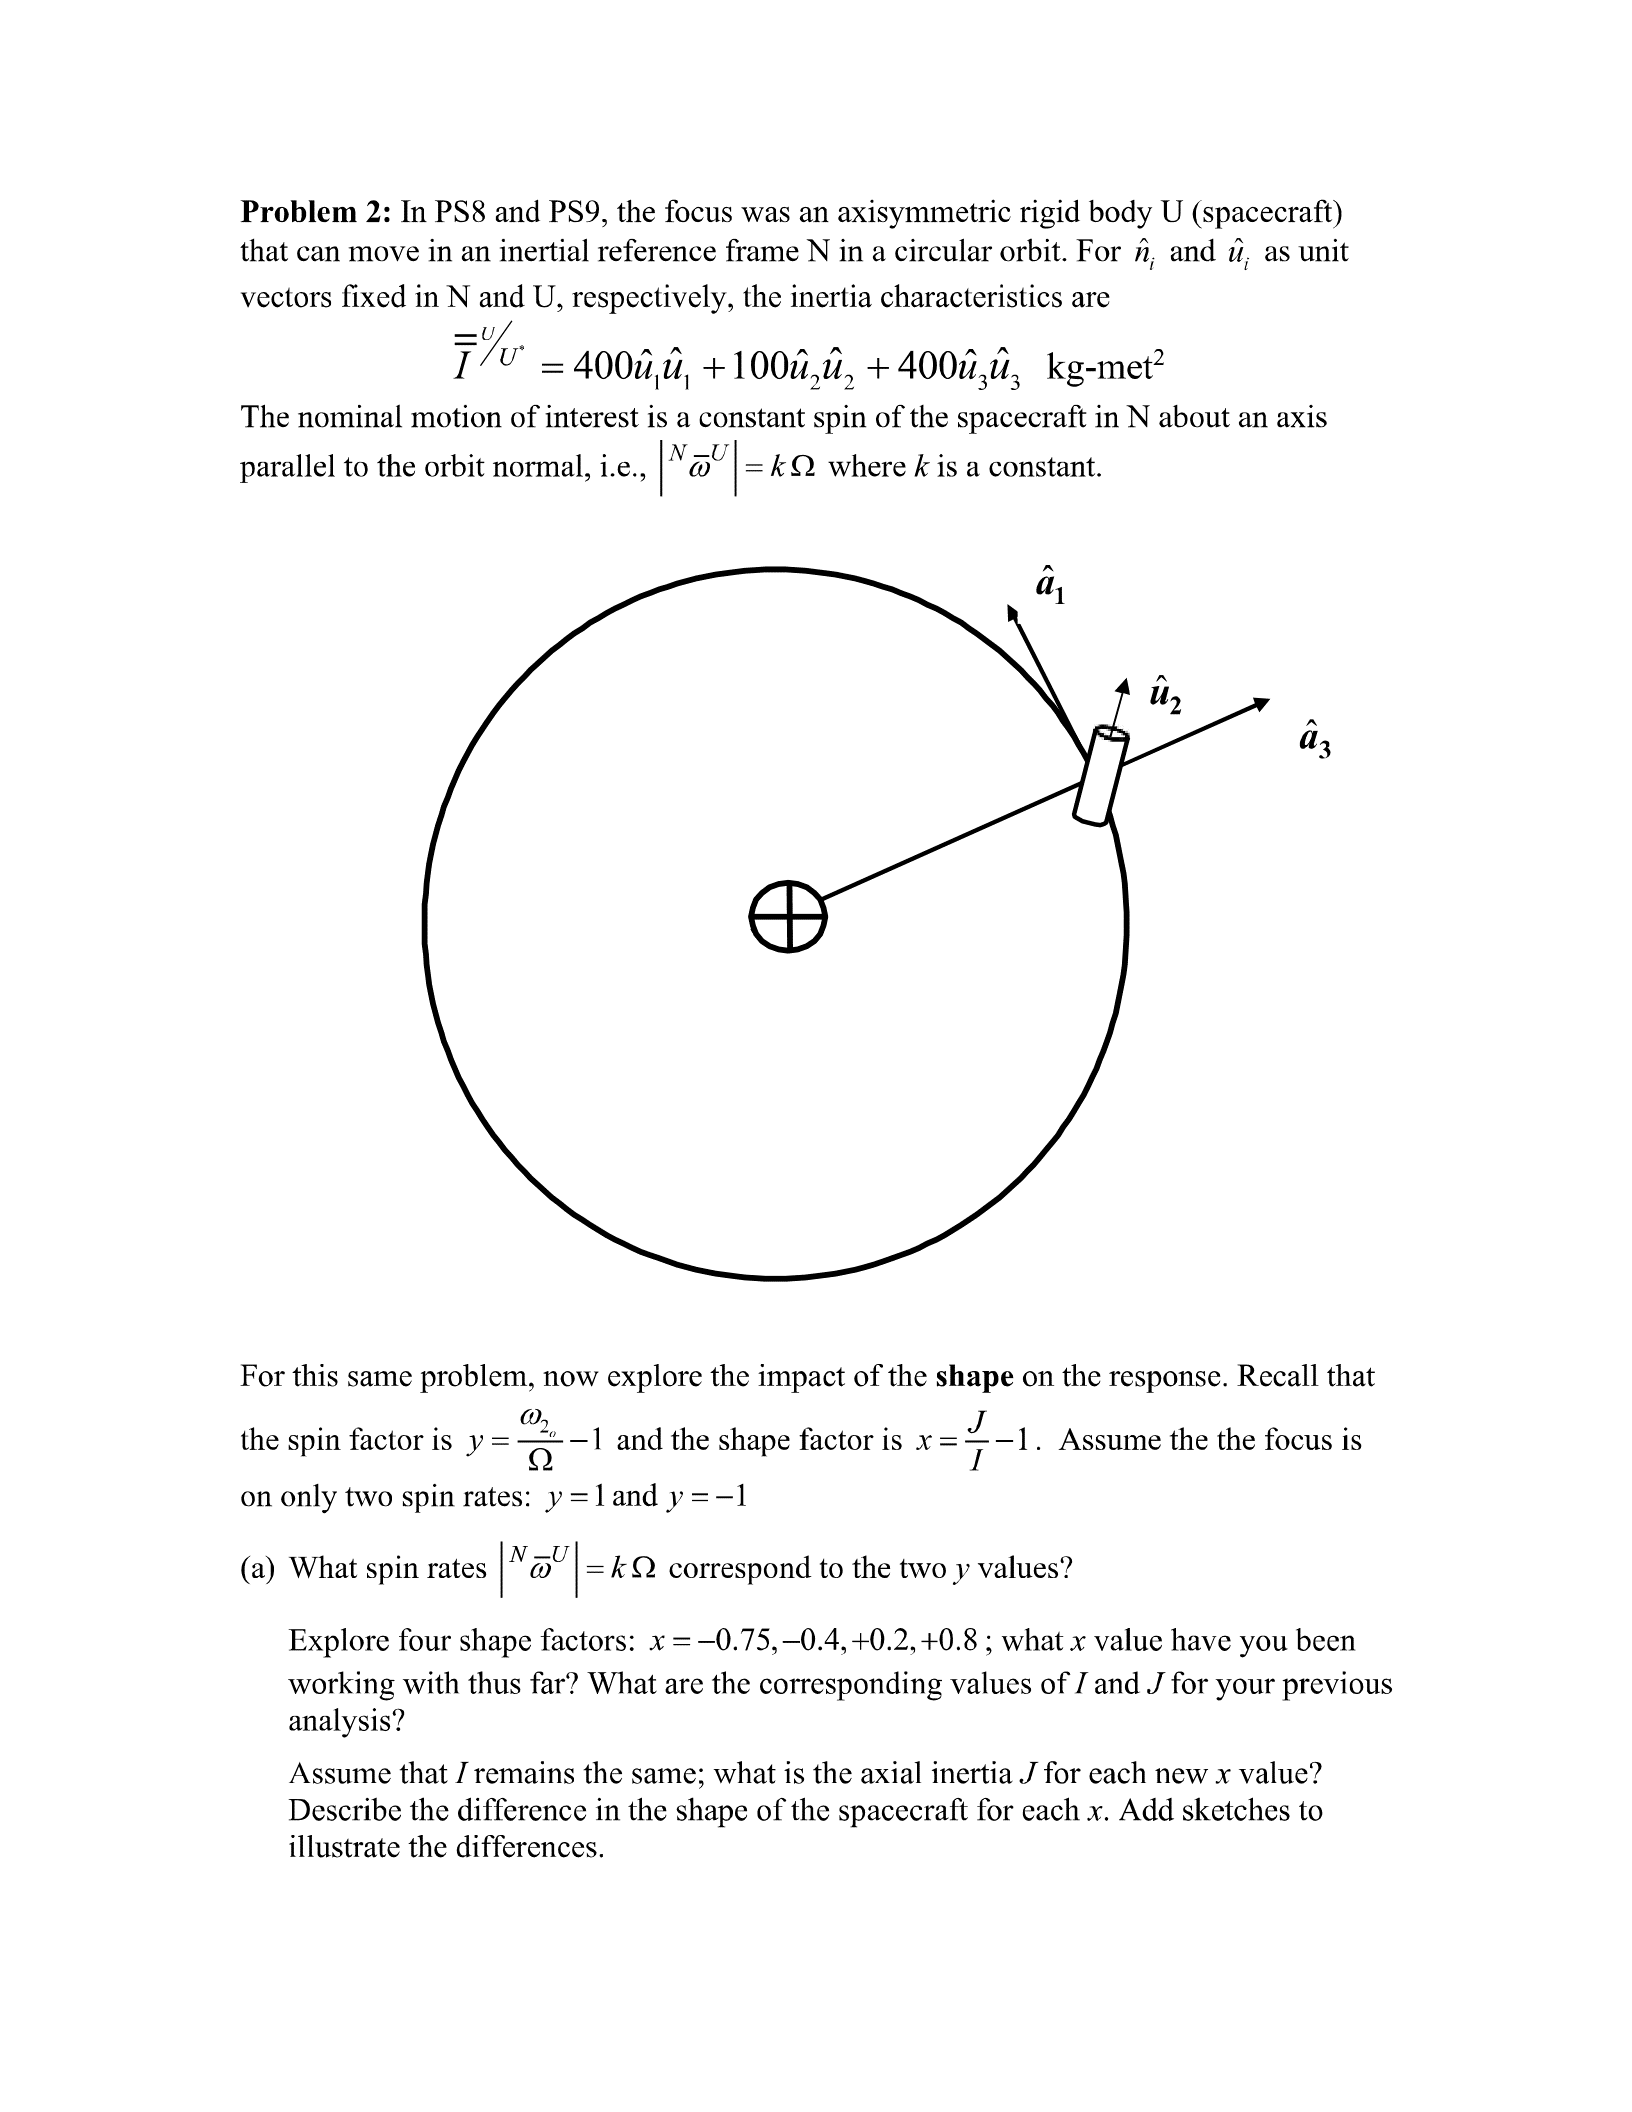 Problem 2: In PS8 and PS9, the focus was an axisymmetric rigid body U (spacecraft)
that can move in an inertial reference frame N in a circular orbit. For n̂ᵢ and ûᵢ as unit
vectors fixed in N and U, respectively, the inertia characteristics are
I̿^(U/U*) = 400û₁û₁ + 100û₂û₂ + 400û₃û₃ kg-met²
The nominal motion of interest is a constant spin of the spacecraft in N about an axis
parallel to the orbit normal, i.e., |ᴺω̄ᵁ| = kΩ where k is a constant.
â₁
û₂
â₃
For this same problem, now explore the impact of the shape on the response. Recall that
the spin factor is y = ω₂ₒ/Ω − 1 and the shape factor is x = J/I − 1. Assume the the focus is
on only two spin rates: y = 1 and y = −1
(a) What spin rates |ᴺω̄ᵁ| = kΩ correspond to the two y values?
Explore four shape factors: x = −0.75, −0.4, +0.2, +0.8 ; what x value have you been
working with thus far? What are the corresponding values of I and J for your previous
analysis?
Assume that I remains the same; what is the axial inertia J for each new x value?
Describe the difference in the shape of the spacecraft for each x. Add sketches to
illustrate the differences.